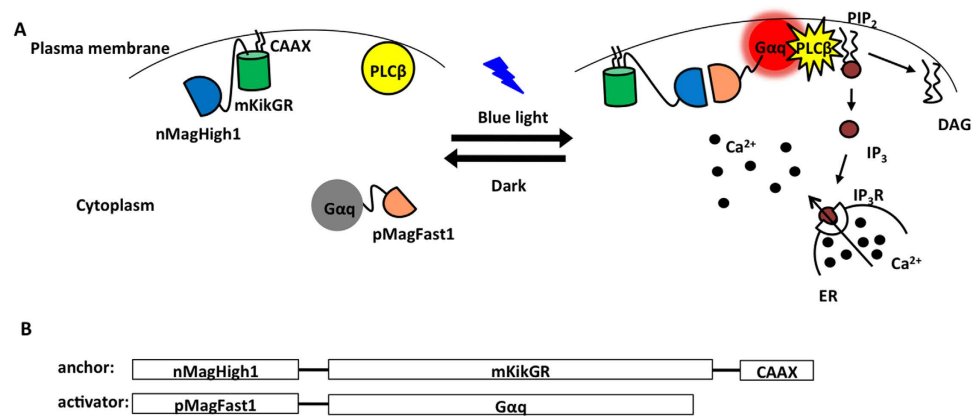 A
Plasma membrane
CAAX
mKikGR
nMagHigh1
PLCβ
Blue light
Dark
Cytoplasm
Gαq
pMagFast1
Gαq
PLCβ
PIP₂
DAG
IP₃
Ca²⁺
IP₃R
Ca²⁺
ER
B
anchor: nMagHigh1 mKikGR CAAX
activator: pMagFast1 Gαq